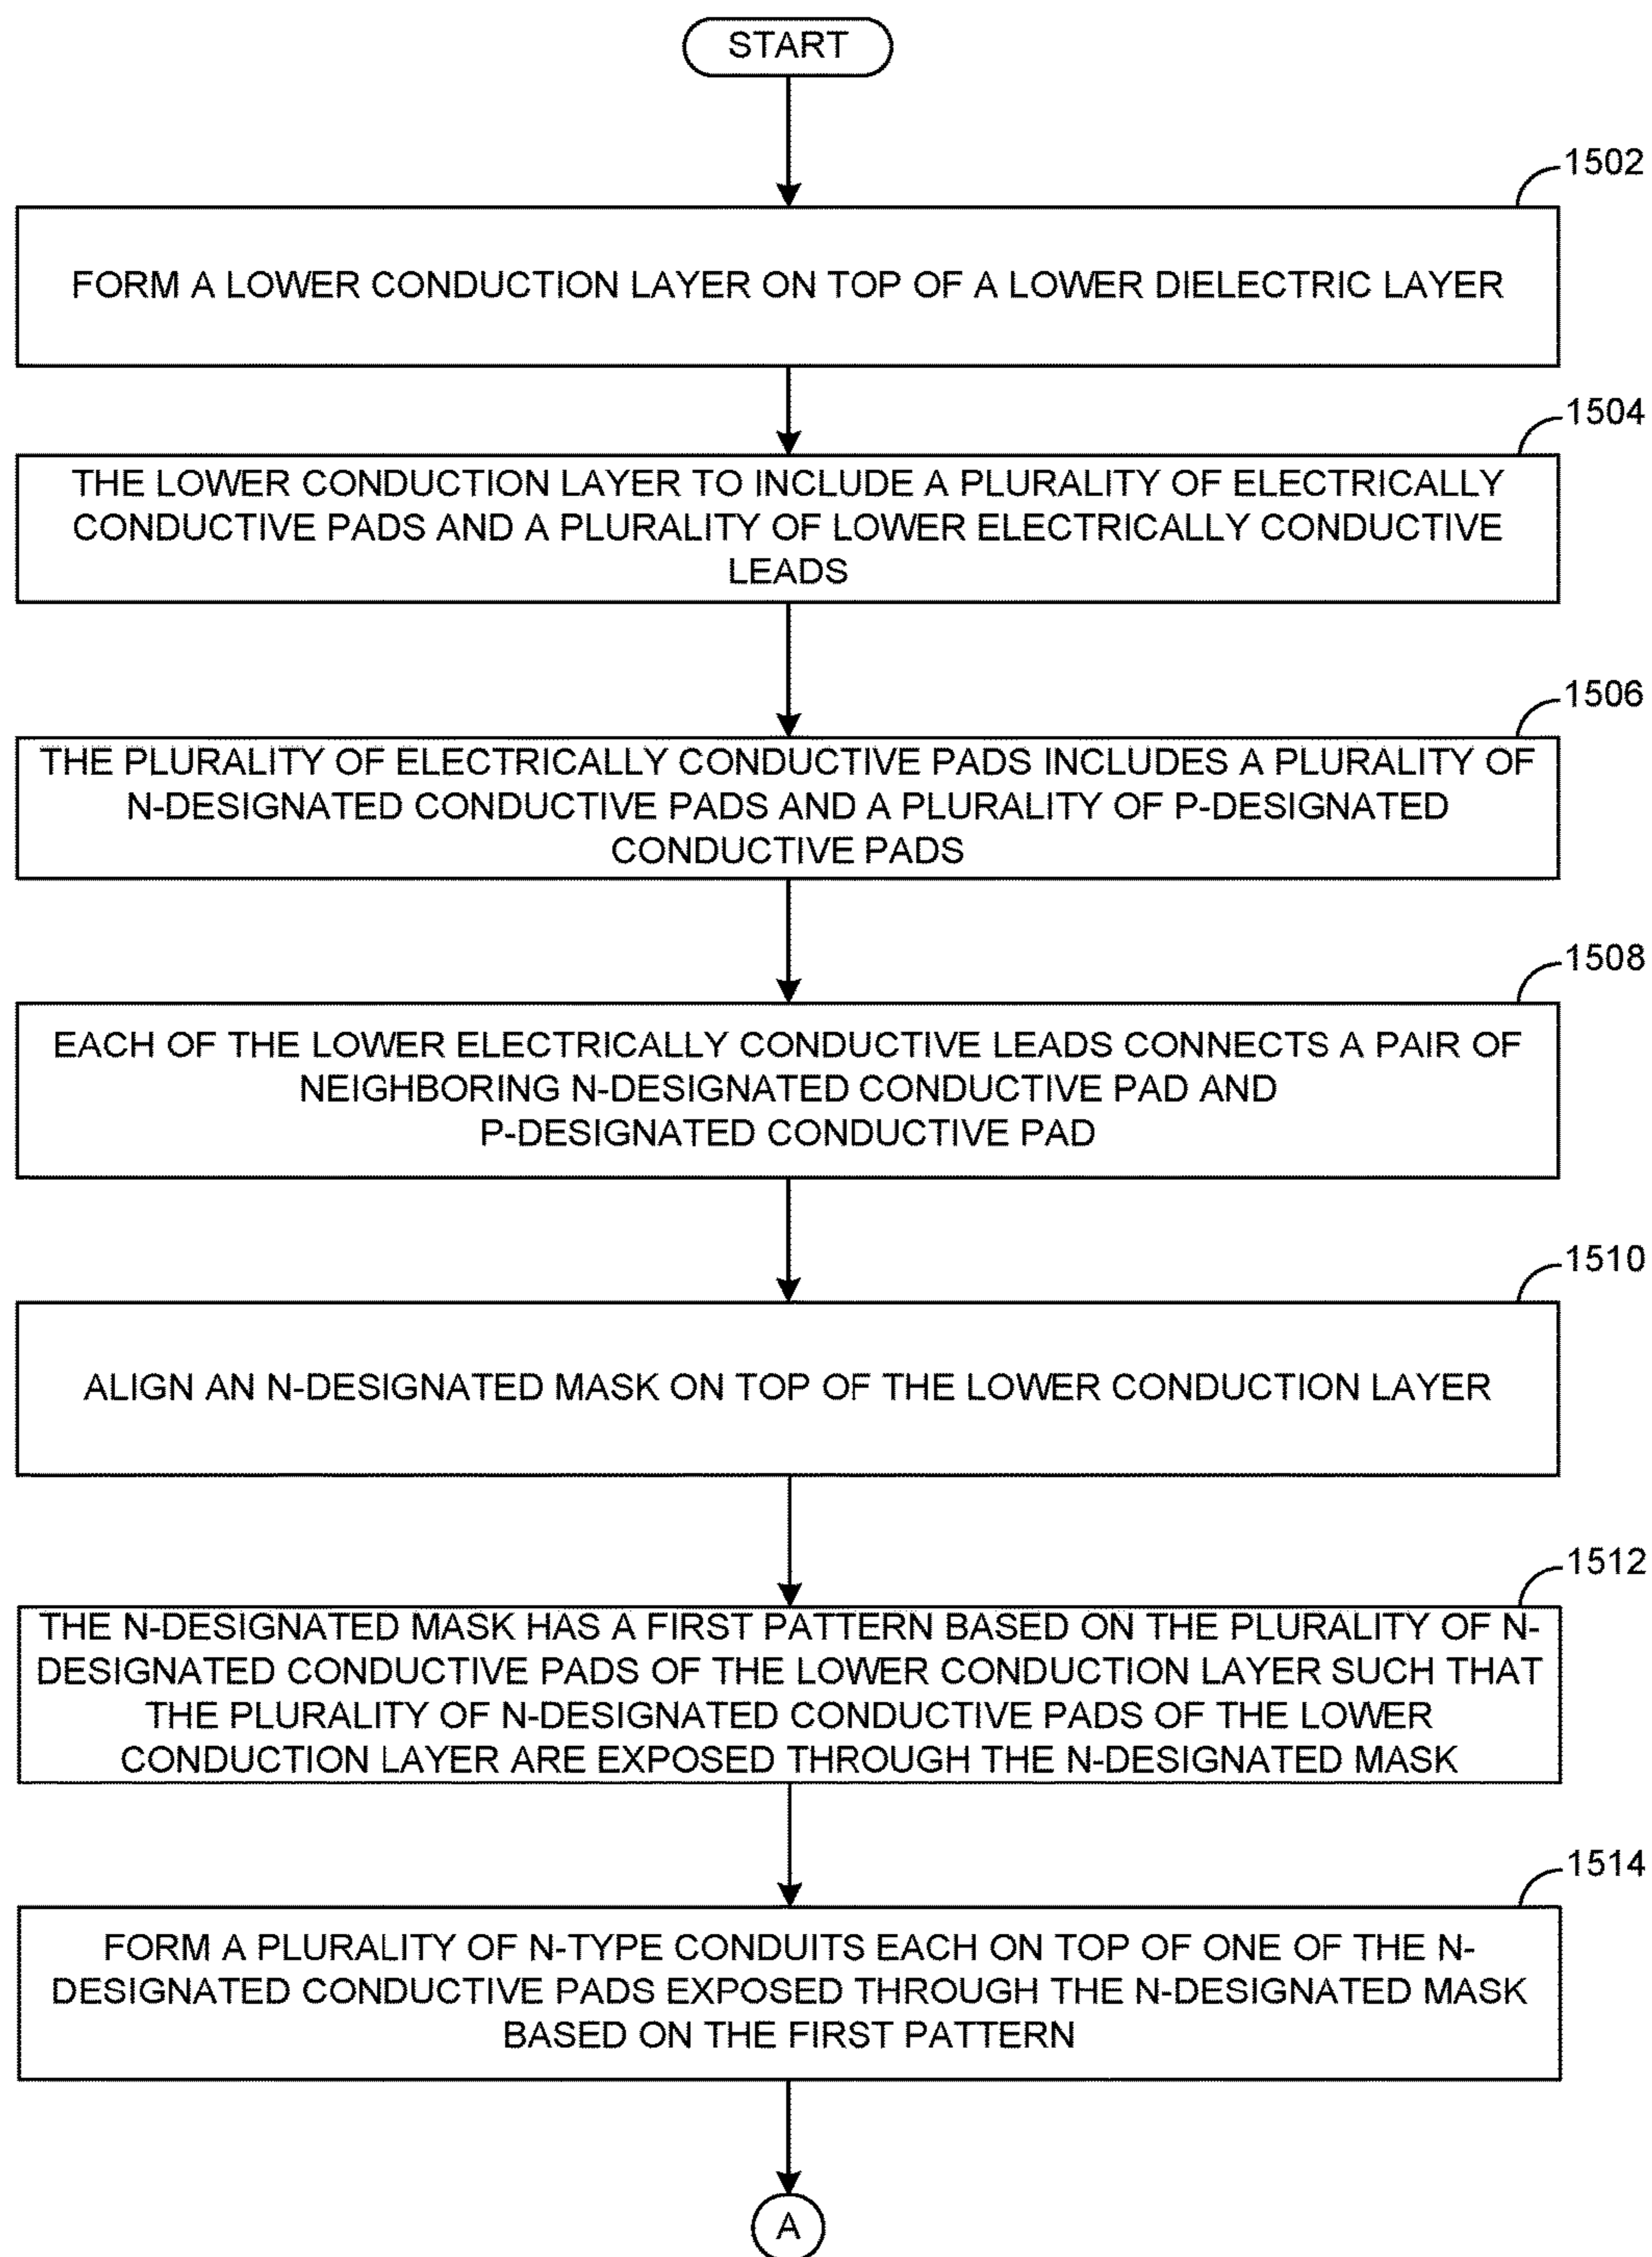 START
1502
FORM A LOWER CONDUCTION LAYER ON TOP OF A LOWER DIELECTRIC LAYER
1504
THE LOWER CONDUCTION LAYER TO INCLUDE A PLURALITY OF ELECTRICALLY
CONDUCTIVE PADS AND A PLURALITY OF LOWER ELECTRICALLY CONDUCTIVE
LEADS
1506
THE PLURALITY OF ELECTRICALLY CONDUCTIVE PADS INCLUDES A PLURALITY OF
N-DESIGNATED CONDUCTIVE PADS AND A PLURALITY OF P-DESIGNATED
CONDUCTIVE PADS
1508
EACH OF THE LOWER ELECTRICALLY CONDUCTIVE LEADS CONNECTS A PAIR OF
NEIGHBORING N-DESIGNATED CONDUCTIVE PAD AND
P-DESIGNATED CONDUCTIVE PAD
1510
ALIGN AN N-DESIGNATED MASK ON TOP OF THE LOWER CONDUCTION LAYER
1512
THE N-DESIGNATED MASK HAS A FIRST PATTERN BASED ON THE PLURALITY OF N-
DESIGNATED CONDUCTIVE PADS OF THE LOWER CONDUCTION LAYER SUCH THAT
THE PLURALITY OF N-DESIGNATED CONDUCTIVE PADS OF THE LOWER
CONDUCTION LAYER ARE EXPOSED THROUGH THE N-DESIGNATED MASK
1514
FORM A PLURALITY OF N-TYPE CONDUITS EACH ON TOP OF ONE OF THE N-
DESIGNATED CONDUCTIVE PADS EXPOSED THROUGH THE N-DESIGNATED MASK
BASED ON THE FIRST PATTERN
A